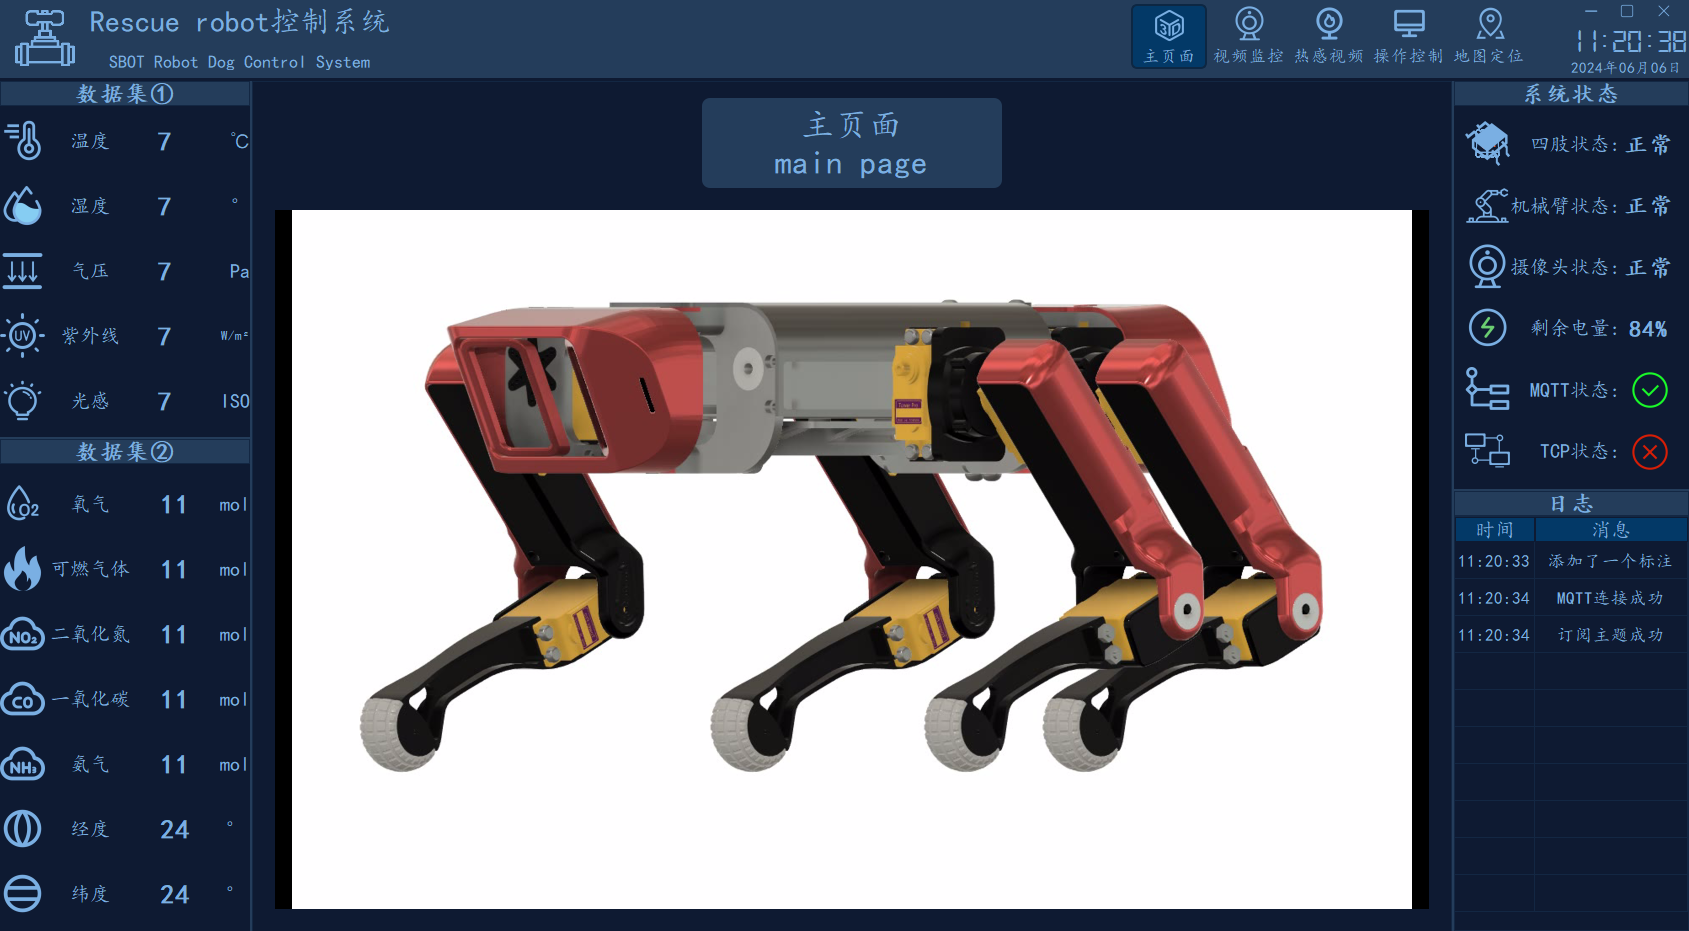 Rescue robot控制系统
SBOT Robot Dog Control System
3D
主页面
视频监控
热感视频
操作控制
地图定位
11:20:38
2024年06月06日
数据集①
温度 7 ℃
湿度 7 °
气压 7 Pa
UV
紫外线 7 W/m²
光感 7 ISO
数据集②
O2
氧气 11 mol
可燃气体 11 mol
NO₂
二氧化氮 11 mol
CO
一氧化碳 11 mol
NH₃
氨气 11 mol
经度 24 °
纬度 24 °
主页面
main page
系统状态
四肢状态: 正常
机械臂状态: 正常
摄像头状态: 正常
剩余电量: 84%
MQTT状态:
TCP状态:
日志
时间 消息
11:20:33 添加了一个标注
11:20:34 MQTT连接成功
11:20:34 订阅主题成功